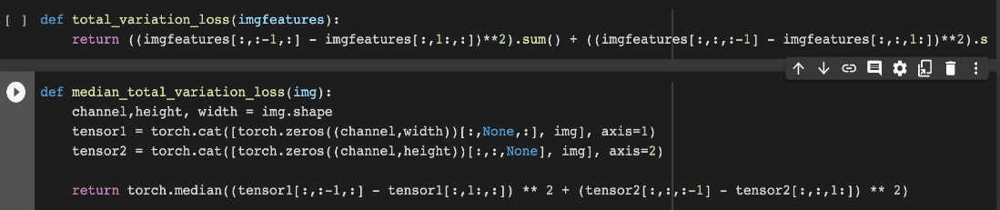 [ ] def total_variation_loss(imgfeatures):
return ((imgfeatures[:,:-1,:] - imgfeatures[:,1:,:])**2).sum() + ((imgfeatures[:,:,:-1] - imgfeatures[:,:,1:])**2).s
def median_total_variation_loss(img):
channel,height, width = img.shape
tensor1 = torch.cat([torch.zeros((channel,width))[:,None,:], img], axis=1)
tensor2 = torch.cat([torch.zeros((channel,height))[:,:,None], img], axis=2)
return torch.median((tensor1[:,:-1,:] - tensor1[:,1:,:]) ** 2 + (tensor2[:,:,:-1] - tensor2[:,:,1:]) ** 2)